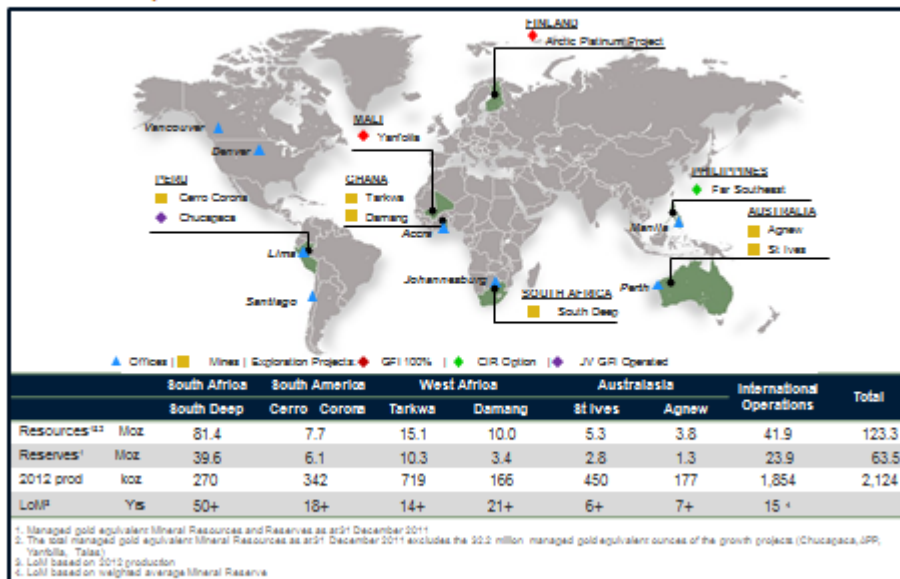 FINLAND
Arctic Platinum Project
Vancouver
Denver
MALI
Yanfolila
PERU
Cerro Corona
Chucapaca
GHANA
Tarkwa
Damang
Accra
PHILIPPINES
Far Southeast
Manila
AUSTRALIA
Agnew
St Ives
Lima
Santiago
Johannesburg
SOUTH AFRICA
South Deep
Perth
Offices | Mines | Exploration Projects: GFI 100% | CIR Option | JV GFI Operated
South Africa South America West Africa Australasia International Operations Total
South Deep Cerro Corona Tarkwa Damang St Ives Agnew
Resources Moz 81.4 7.7 15.1 10.0 5.3 3.8 41.9 123.3
Reserves¹ Moz 39.6 6.1 10.3 3.4 2.8 1.3 23.9 63.5
2012 prod koz 270 342 719 166 450 177 1,854 2,124
LoM³ Yrs 50+ 18+ 14+ 21+ 6+ 7+ 15 ⁴
1. Managed gold equivalent Mineral Resources and Reserves as at 31 December 2011
2. The total managed gold equivalent Mineral Resources as at 31 December 2011 excludes the 32.2 million managed gold equivalent ounces of the growth projects (Chucapaca, APP,
Yanfolila, Talas)
3. LoM based on 2012 production
4. LoM based on weighted average Mineral Reserve